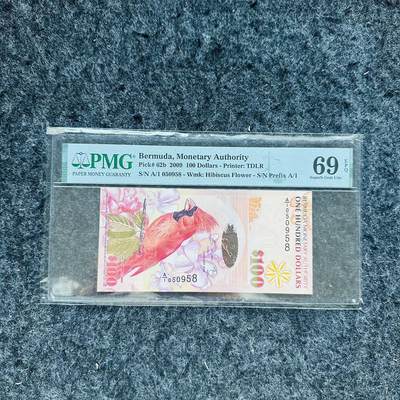 PMG
PAPER MONEY GUARANTY
Bermuda, Monetary Authority
Pick# 62b 2009 100 Dollars - Printer: TDLR
S/N A/1 050958 - Wmk: Hibiscus Flower - S/N Prefix A/1
69 EPQ
Superb Gem Unc
A/1 050958
A/1 050958
$100
ONE HUNDRED DOLLARS